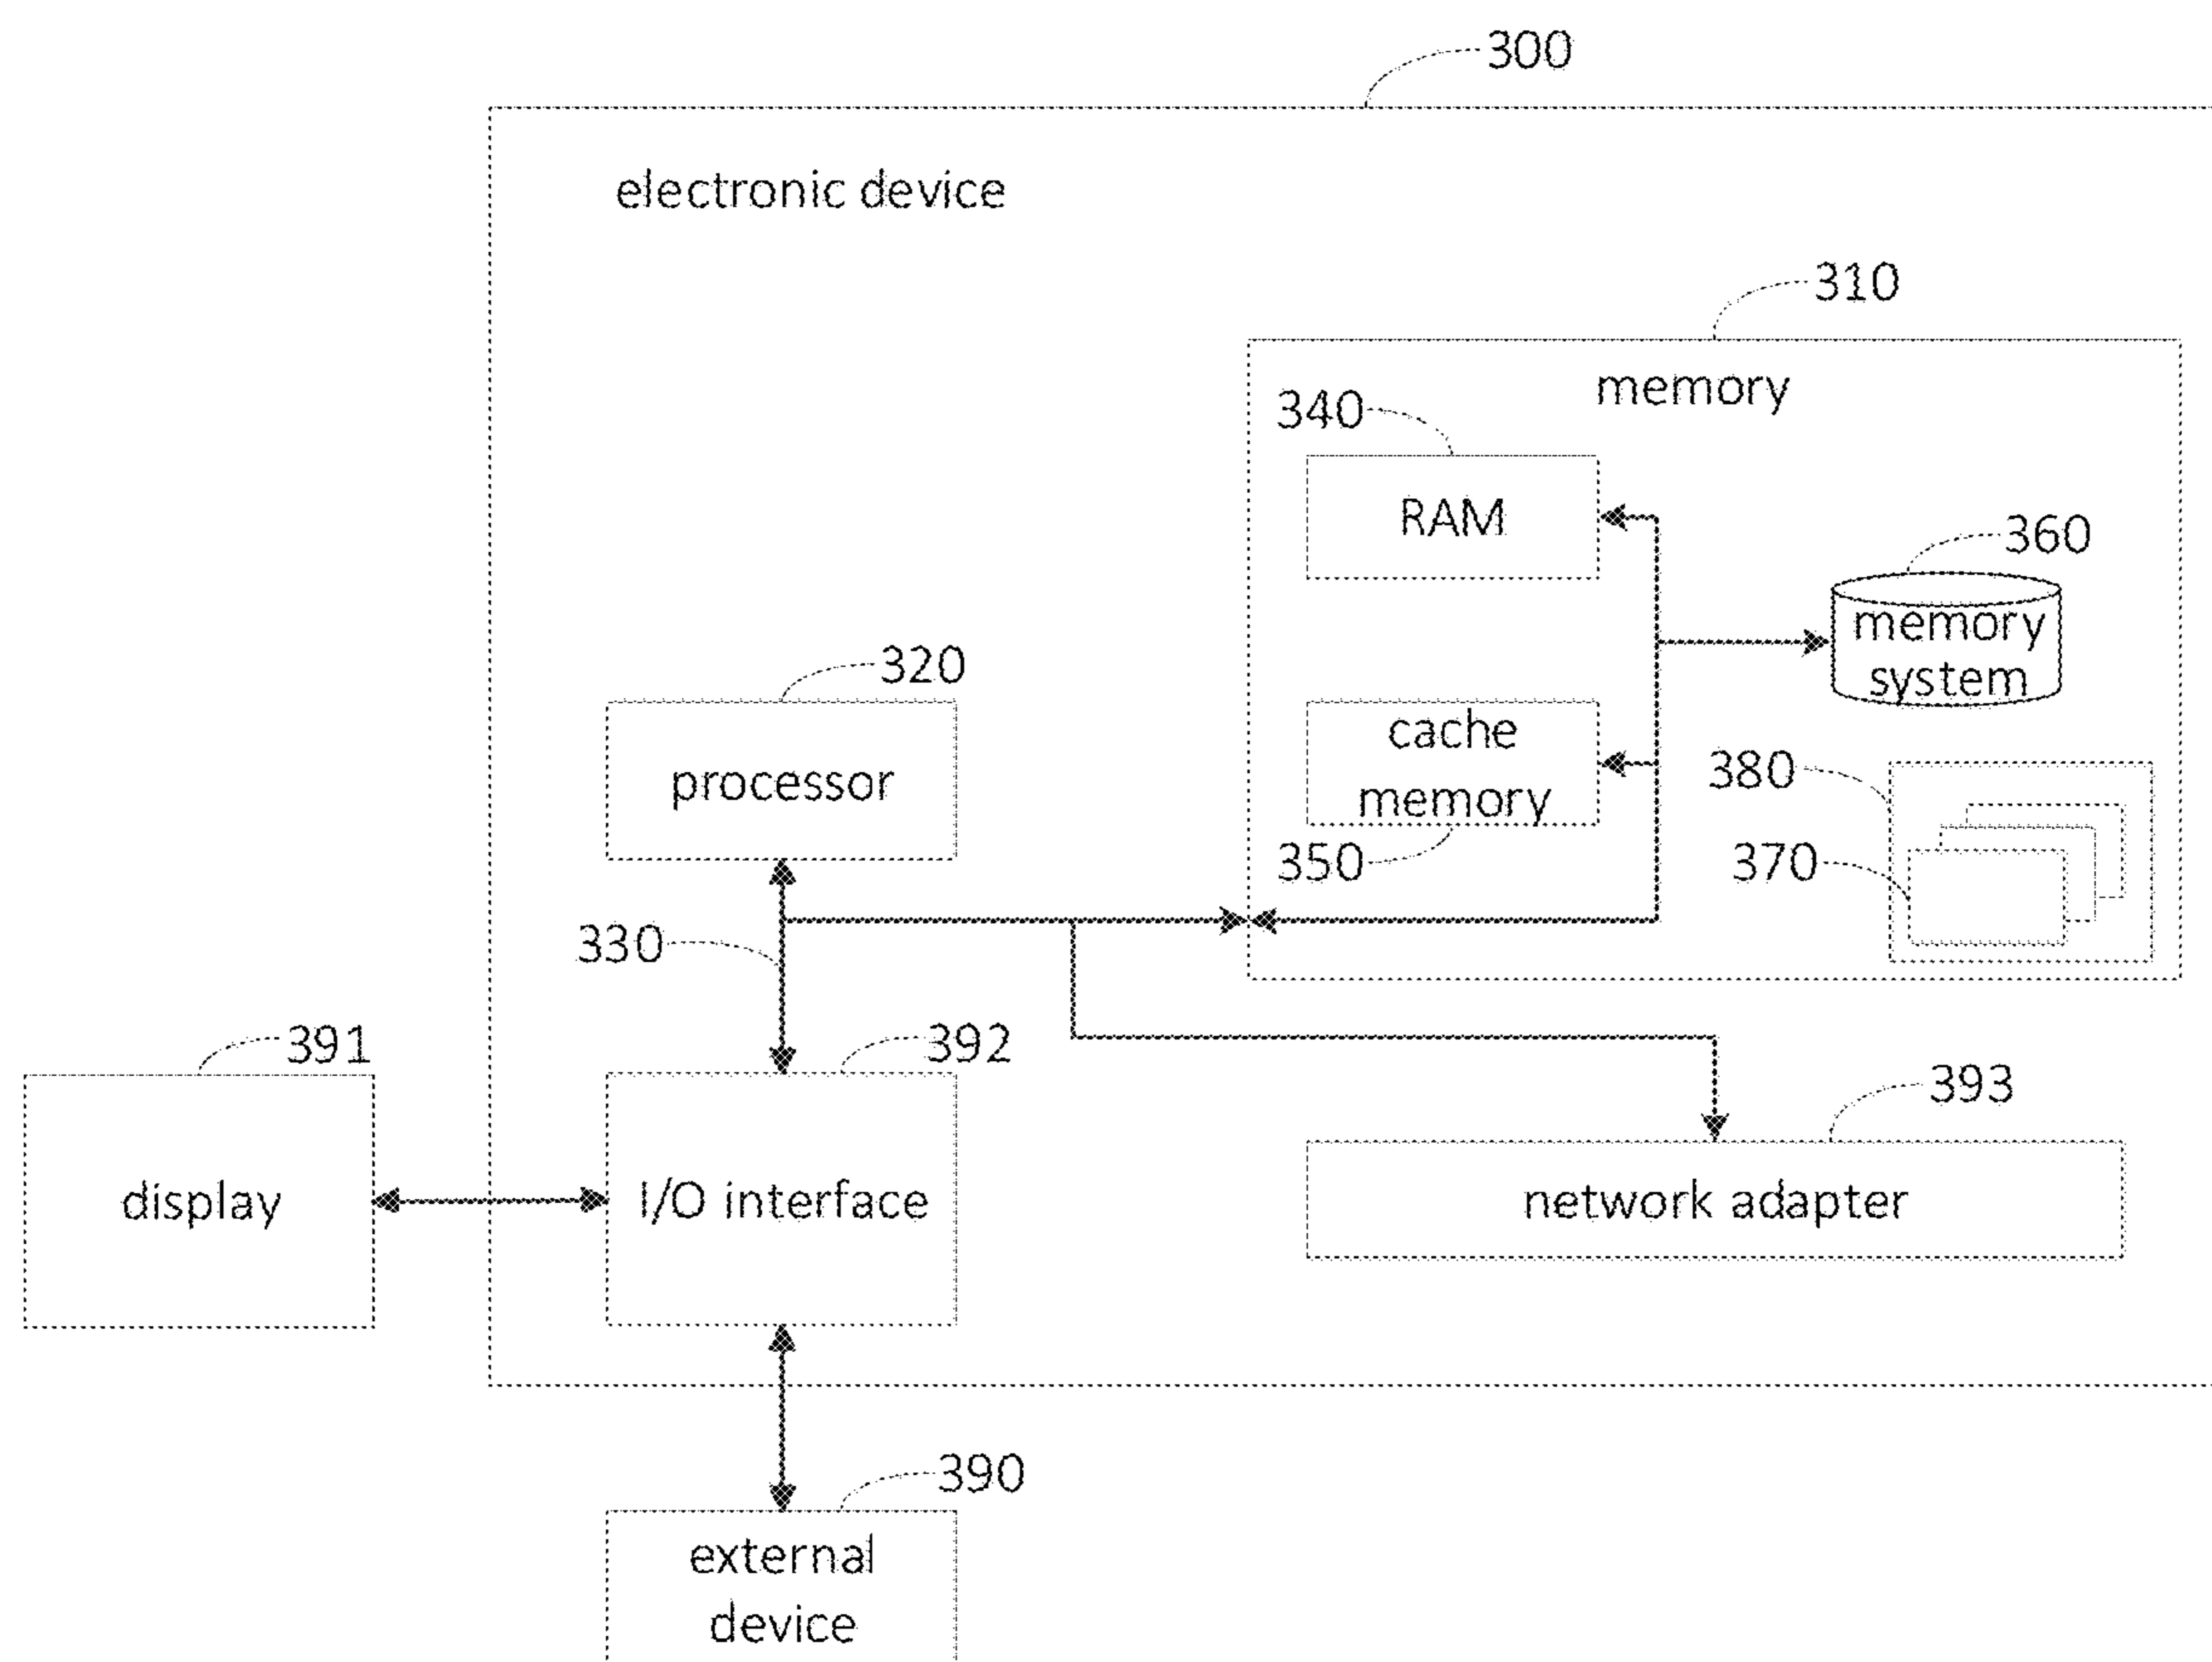 300
electronic device
310
memory
340
RAM
360
memory
system
320
processor
cache
memory
380
370
350
330
391
display
392
I/O interface
393
network adapter
390
external
device